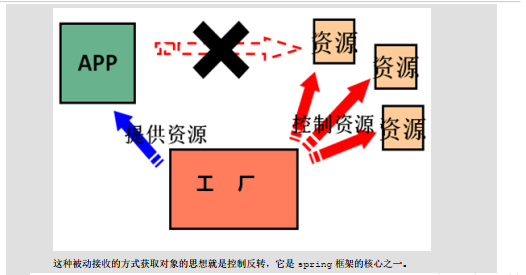 APP
资源
资源
资源
提供资源
控制资源
工 厂
这种被动接收的方式获取对象的思想就是控制反转，它是 spring 框架的核心之一。